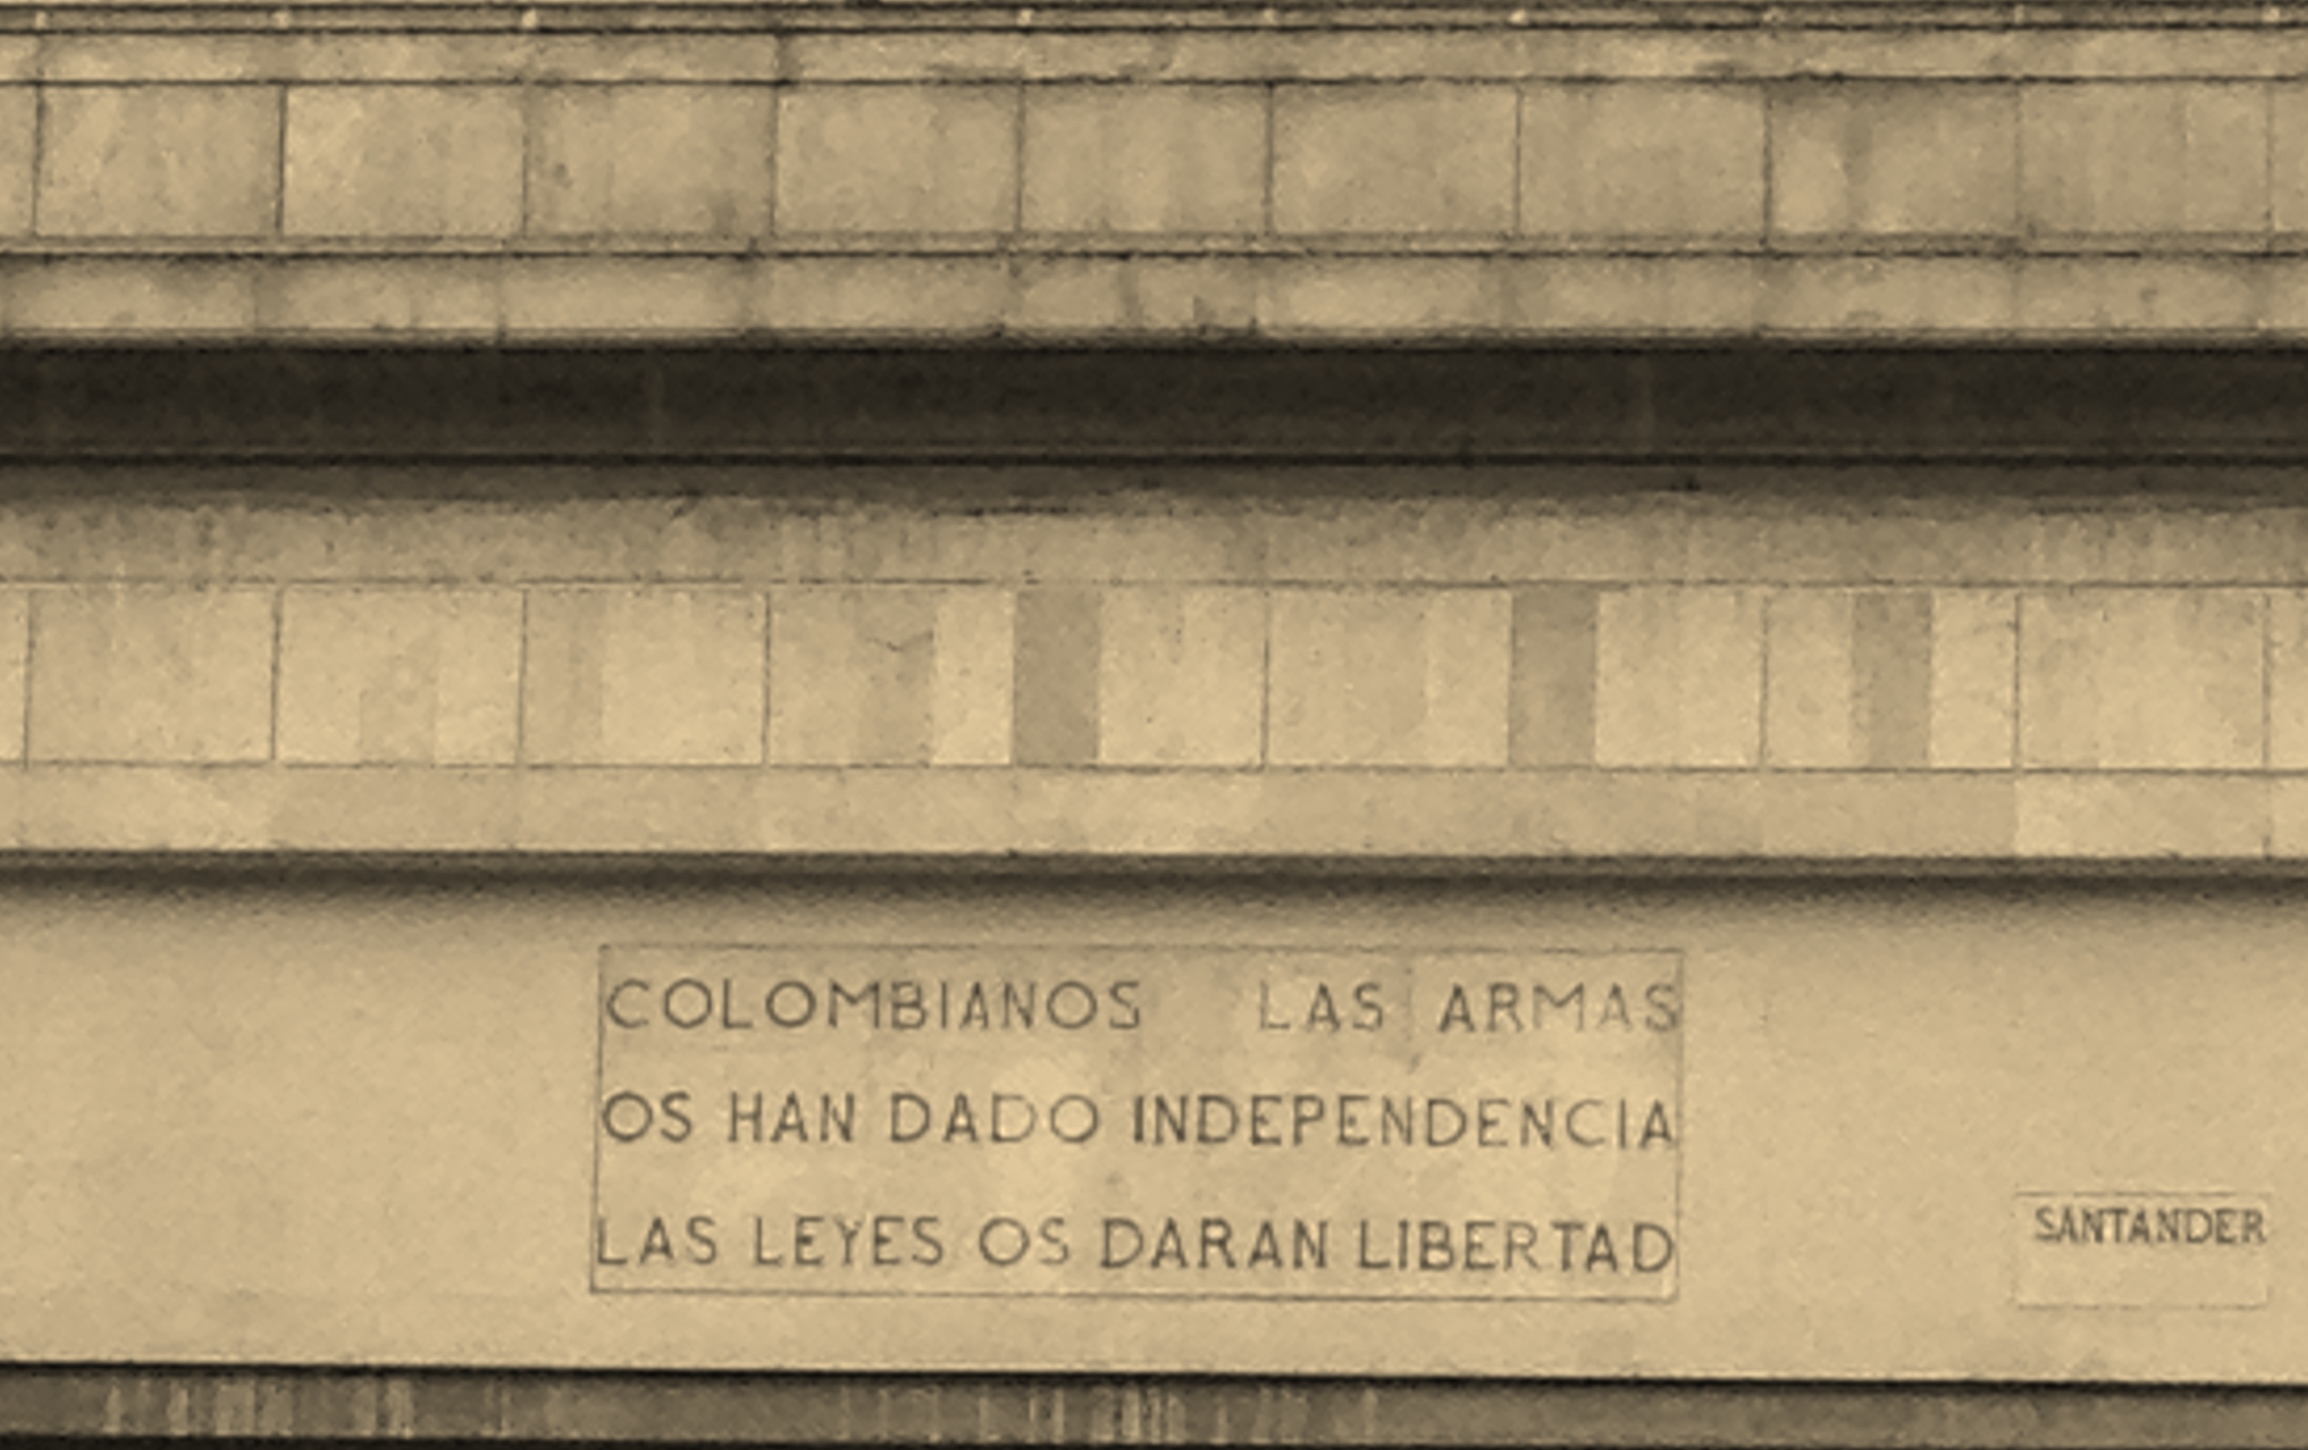 COLOMBIANOS LAS ARMAS
OS HAN DADO INDEPENDENCIA
LAS LEYES OS DARAN LIBERTAD
SANTANDER